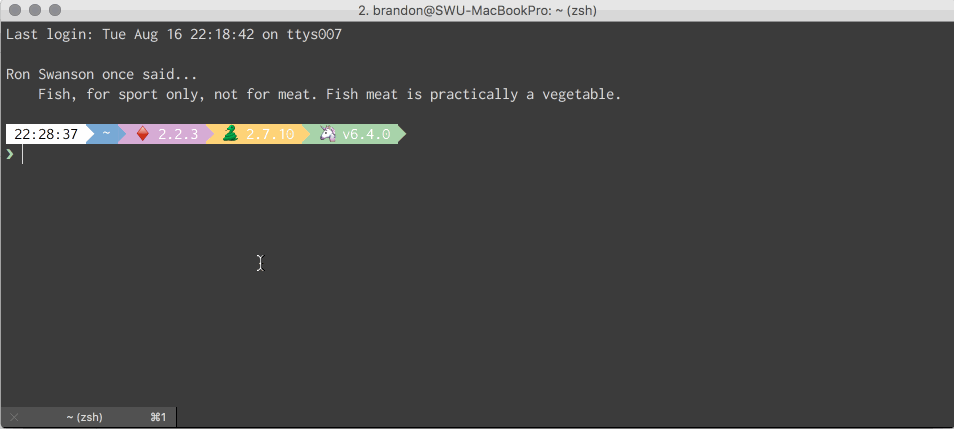 2. brandon@SWU-MacBookPro: ~ (zsh)
Last login: Tue Aug 16 22:18:42 on ttys007
Ron Swanson once said...
Fish, for sport only, not for meat. Fish meat is practically a vegetable.
22:28:37 ~ 2.2.3 2.7.10 v6.4.0
❯
× ~ (zsh) ⌘1